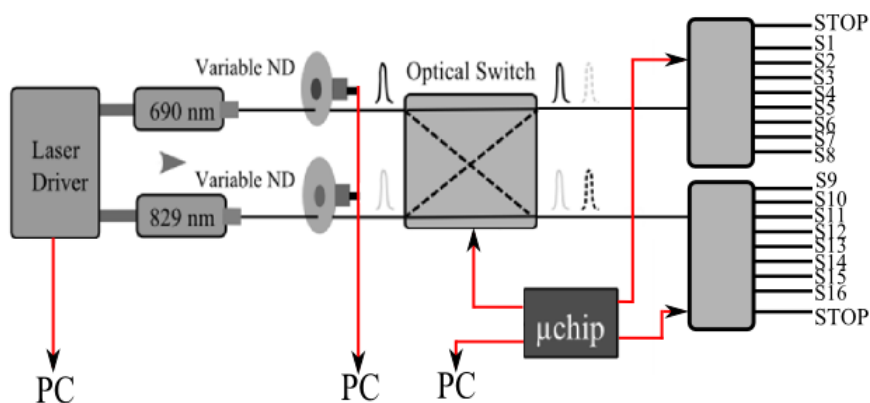 STOP
S1
S2
S3
S4
S5
S6
S7
S8
Variable ND
Optical Switch
690 nm
Laser
Driver
Variable ND
829 nm
S9
S10
S11
S12
S13
S14
S15
S16
STOP
µchip
PC
PC
PC